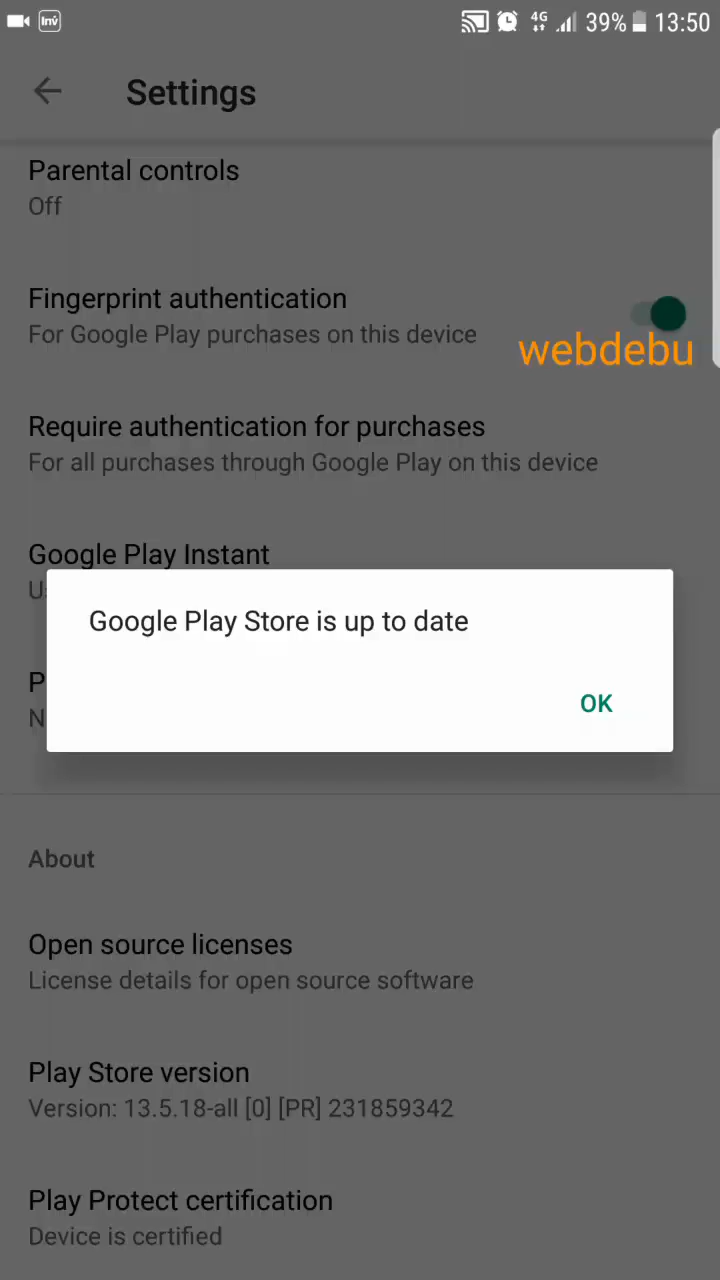 Inv
4G
39%
13:50
Settings
Parental controls
Off
Fingerprint authentication
For Google Play purchases on this device
webdebu
Require authentication for purchases
For all purchases through Google Play on this device
Google Play Instant
Google Play Store is up to date
OK
About
Open source licenses
License details for open source software
Play Store version
Version: 13.5.18-all [0] [PR] 231859342
Play Protect certification
Device is certified